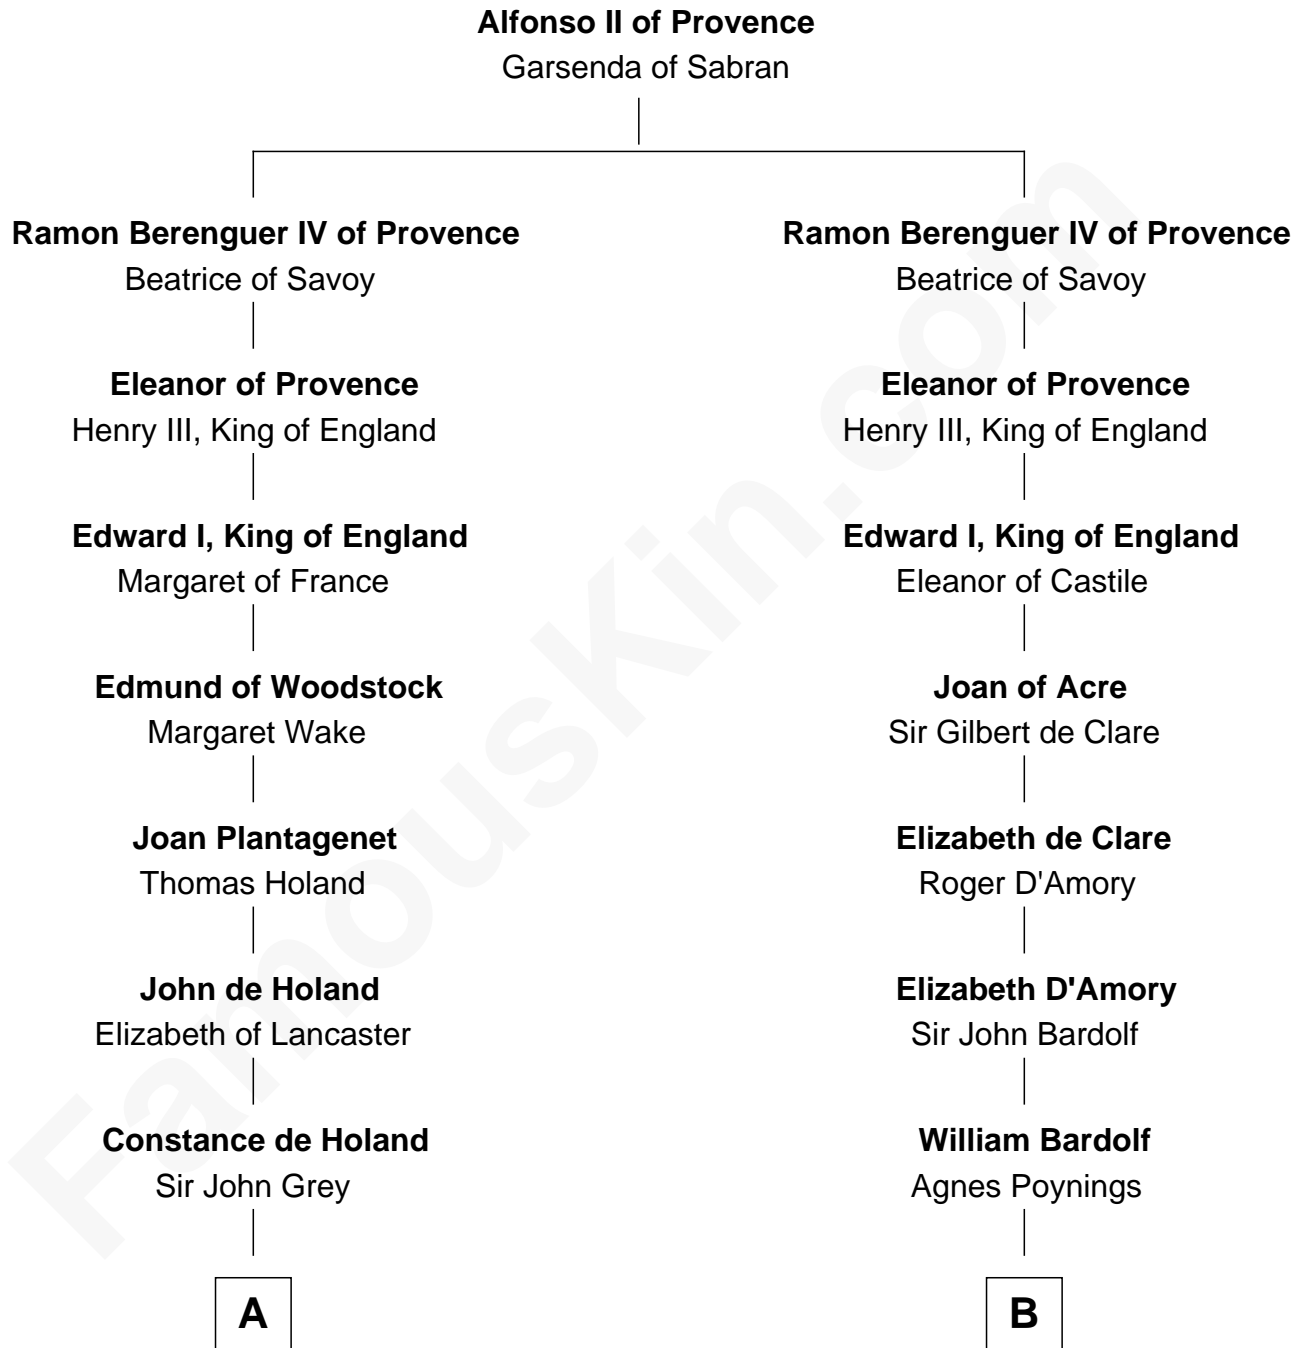 Alfonso II of Provence
Garsenda of Sabran
Ramon Berenguer IV of Provence
Beatrice of Savoy
Eleanor of Provence
Henry III, King of England
Edward I, King of England
Margaret of France
Edmund of Woodstock
Margaret Wake
Joan Plantagenet
Thomas Holand
John de Holand
Elizabeth of Lancaster
Constance de Holand
Sir John Grey
A
Ramon Berenguer IV of Provence
Beatrice of Savoy
Eleanor of Provence
Henry III, King of England
Edward I, King of England
Eleanor of Castile
Joan of Acre
Sir Gilbert de Clare
Elizabeth de Clare
Roger D'Amory
Elizabeth D'Amory
Sir John Bardolf
William Bardolf
Agnes Poynings
B
FamousKin.com